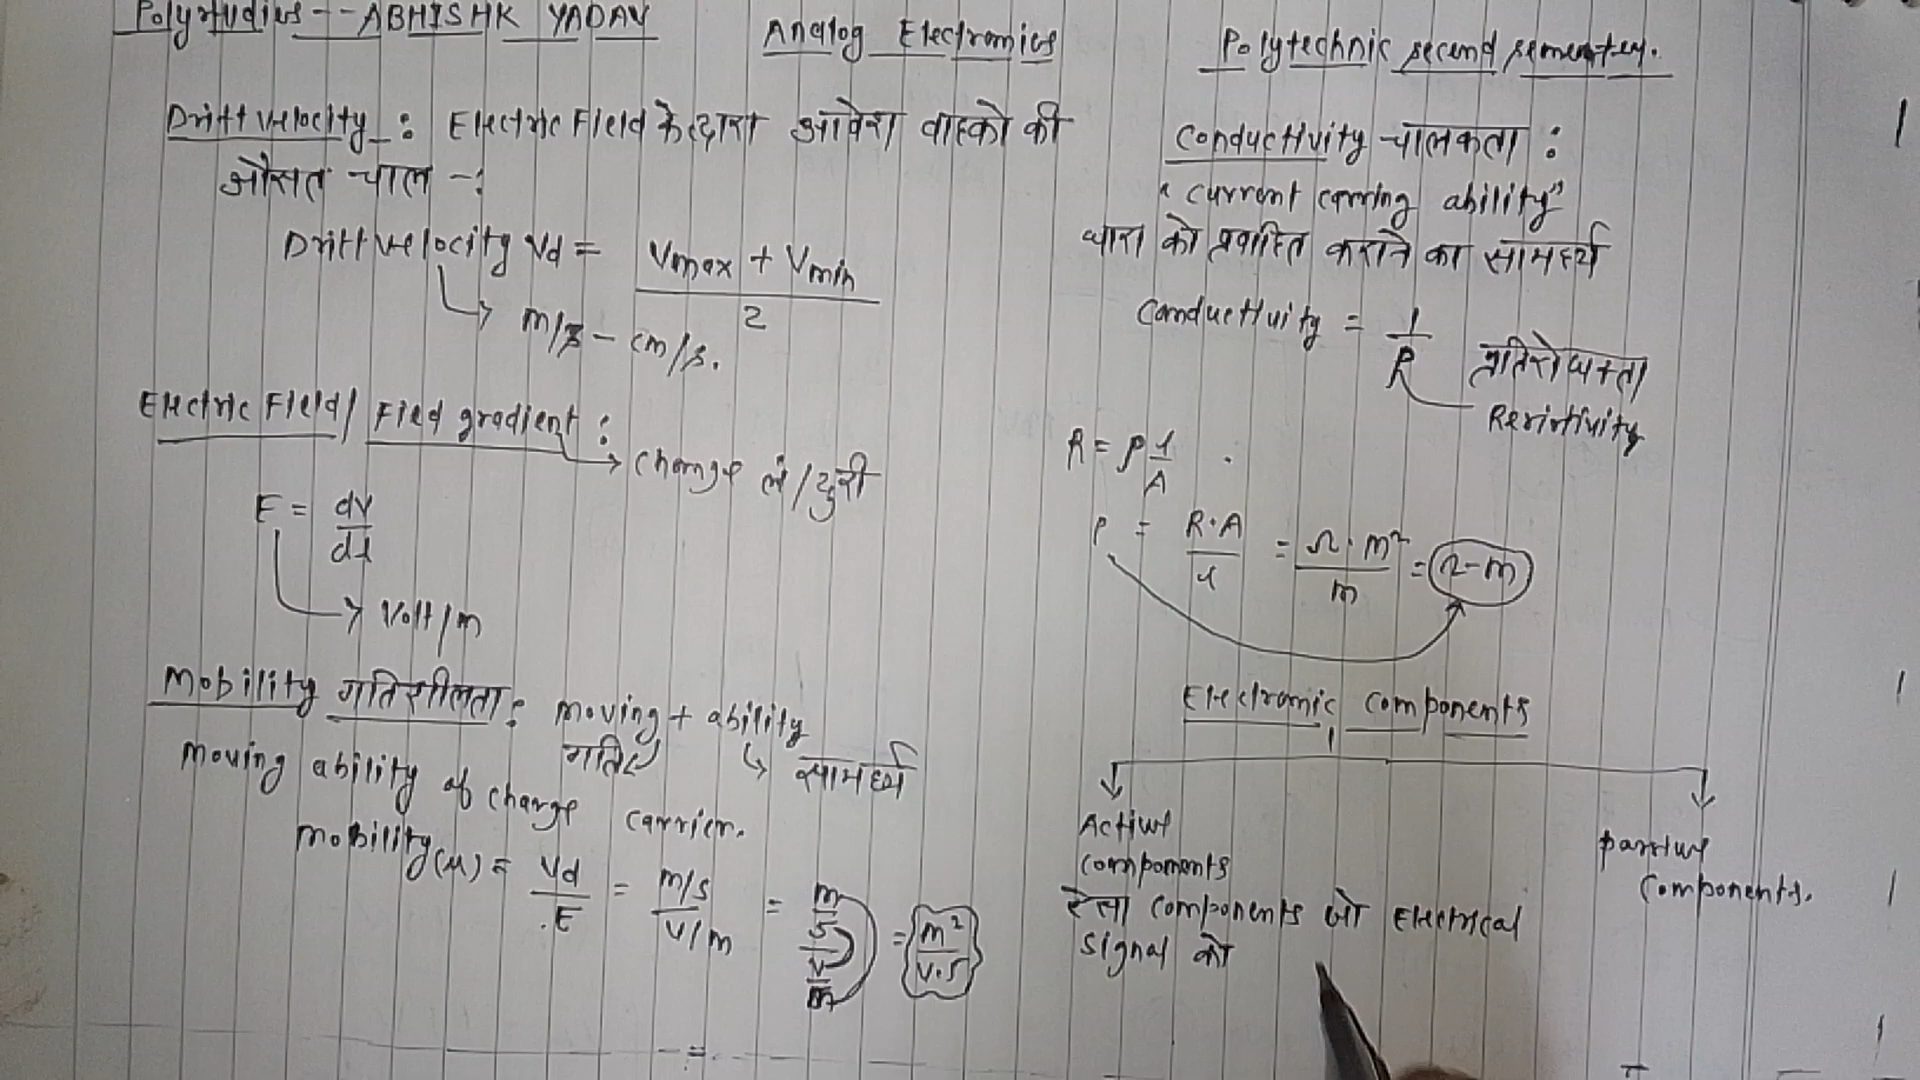 Polystudies -- ABHISHK YADAV
Analog Electronics
Polytechnic second semester.
Drift velocity : Electric Field के द्वारा आवेश वाहको की
औसत चाल -:
Drift velocity Vd = Vmax + Vmin / 2
m/s - cm/s.
Electric Field / Field gradient :
change लं / दुरी
E = dv / dl
Volt/m
Mobility गतिशीलता : moving + ability
गति सामर्थ्य
moving ability of charge carrier.
mobility (μ) = Vd / E = m/s / v/m = m/s / v/m = m² / v.s
Conductivity चालकता :
"current carring ability"
धारा को प्रवाहित कराने का सामर्थ्य
Conductivity = 1 / R प्रतिरोधकता
Resistivity
R = ρ l / A
ρ = R.A / l = Ω.m² / m = Ω-m
Electronic components
Active
components
passive
components.
ऐसा components जो Electrical
signal को